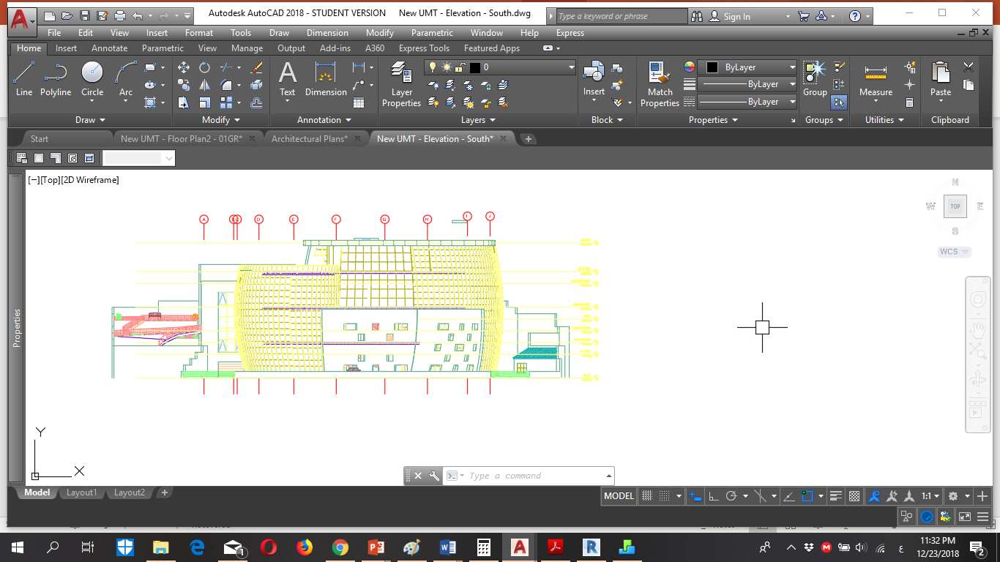 Autodesk AutoCAD 2018 - STUDENT VERSION New UMT - Elevation - South.dwg Type a keyword or phrase Sign In
File Edit View Insert Format Tools Draw Dimension Modify Parametric Window Help Express
Home Insert Annotate Parametric View Manage Output Add-ins A360 Express Tools Featured Apps
Line Polyline Circle Arc
Draw
Modify
Text Dimension
Annotation
Layer Properties
0
Layers
Insert
Block
Match Properties
ByLayer
ByLayer
ByLayer
Properties
Group
Groups
Measure
Utilities
Paste
Clipboard
Start New UMT - Floor Plan2 - 01GR* Architectural Plans* New UMT - Elevation - South*
[−][Top][2D Wireframe]
Properties
N
W TOP E
S
WCS
A D E F G H I J
Y
X
Type a command
Model Layout1 Layout2
MODEL 1:1
1
ع
11:32 PM
12/23/2018
2